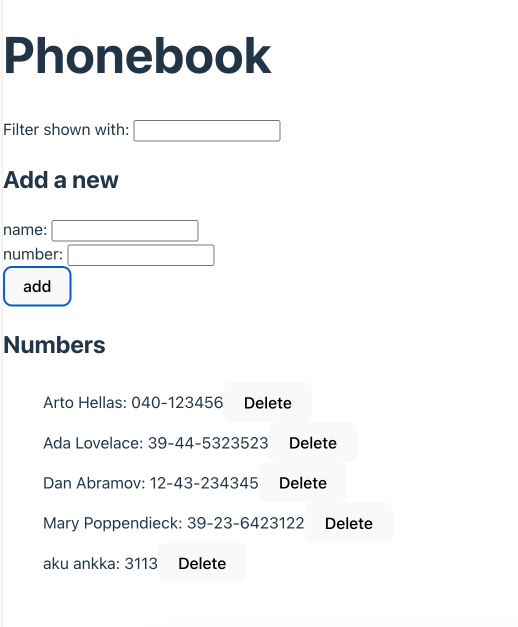 Phonebook
Filter shown with:
Add a new
name:
number:
add
Numbers
Arto Hellas: 040-123456 Delete
Ada Lovelace: 39-44-5323523 Delete
Dan Abramov: 12-43-234345 Delete
Mary Poppendieck: 39-23-6423122 Delete
aku ankka: 3113 Delete